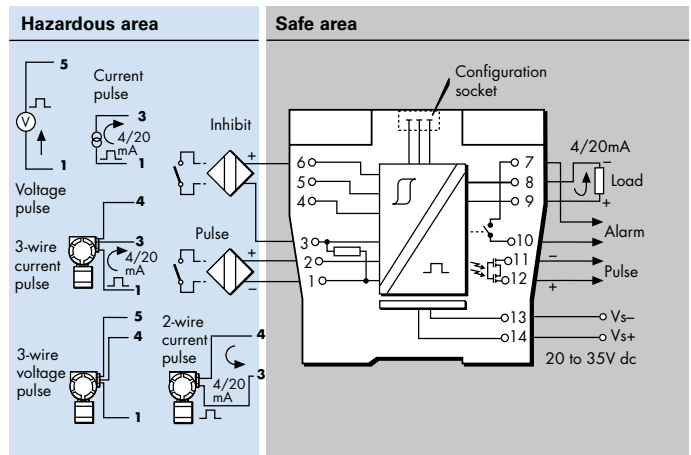 Hazardous area
Safe area
5
V
1
Voltage
pulse
Current
pulse
3
4/20
mA
1
Inhibit
+
Configuration
socket
4
3-wire
current
pulse
3
4/20
mA
1
Pulse
+
–
5
3-wire
voltage
pulse
4
1
2-wire
current
pulse
4
4/20
mA
3
6
5
4
3
2
1
7
8
9
10
11
12
13
14
4/20mA
–
Load
+
Alarm
–
Pulse
+
Vs–
Vs+
20 to 35V dc